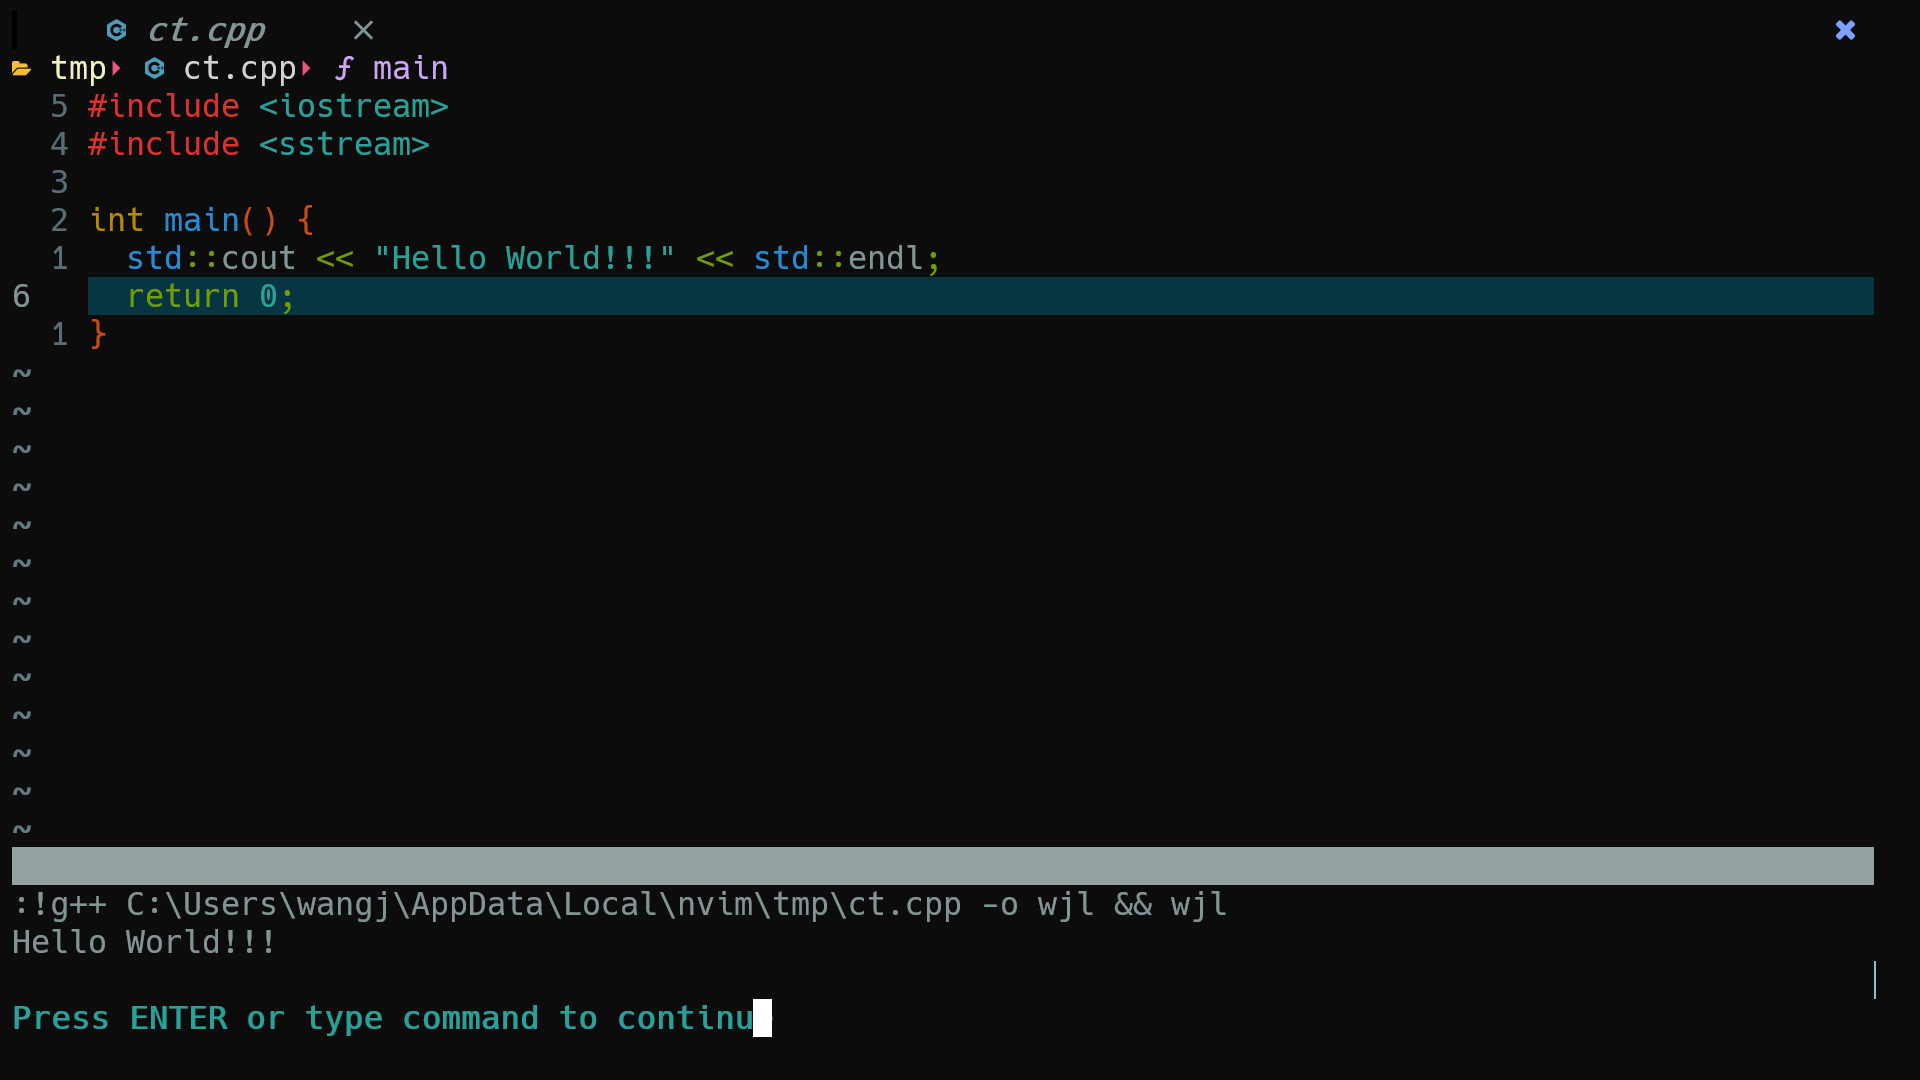 ct.cpp ×
tmp ct.cpp ƒ main
5 #include <iostream>
4 #include <sstream>
3
2 int main() {
1   std::cout << "Hello World!!!" << std::endl;
6   return 0;
1 }
~
~
~
~
~
~
~
~
~
~
~
~
~
:!g++ C:\Users\wangj\AppData\Local\nvim\tmp\ct.cpp -o wjl && wjl
Hello World!!!
Press ENTER or type command to continu